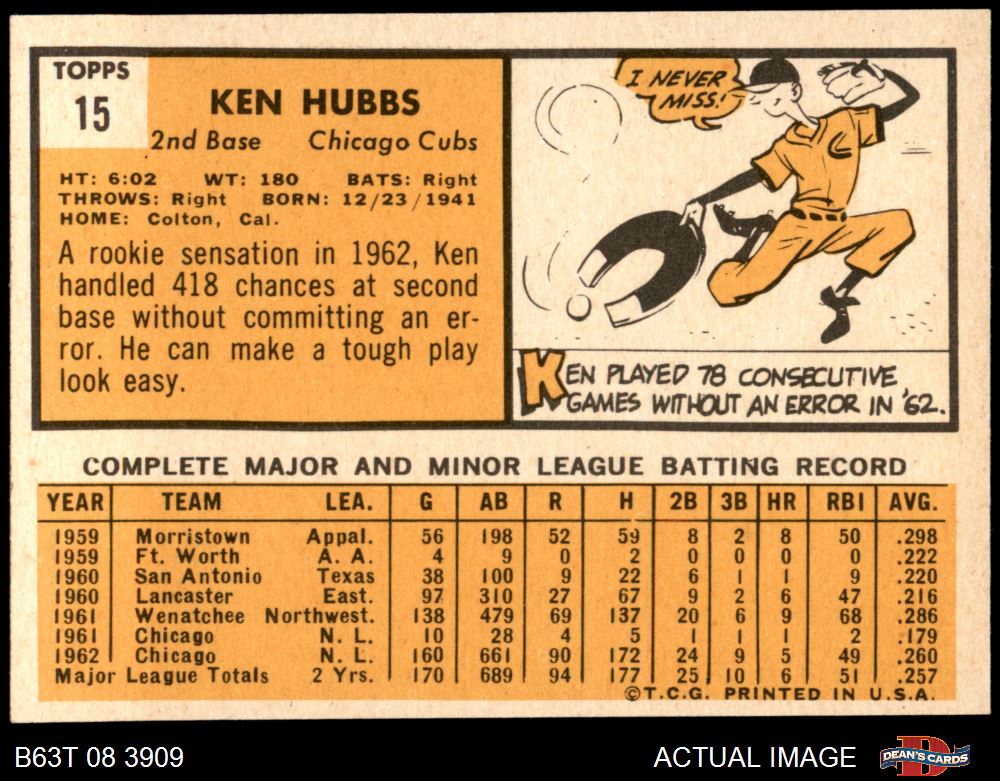 TOPPS
15
KEN HUBBS
2nd Base Chicago Cubs
HT: 6:02 WT: 180 BATS: Right
THROWS: Right BORN: 12/23/1941
HOME: Colton, Cal.
A rookie sensation in 1962, Ken
handled 418 chances at second
base without committing an er-
ror. He can make a tough play
look easy.
I NEVER
MISS!
C
KEN PLAYED 78 CONSECUTIVE
GAMES WITHOUT AN ERROR IN '62.
COMPLETE MAJOR AND MINOR LEAGUE BATTING RECORD
YEAR TEAM LEA. G AB R H 2B 3B HR RBI AVG.
1959 Morristown Appal. 56 198 52 59 8 2 8 50 .298
1959 Ft. Worth A. A. 4 9 0 2 0 0 0 0 .222
1960 San Antonio Texas 38 100 9 22 6 1 1 9 .220
1960 Lancaster East. 97 310 27 67 9 2 6 47 .216
1961 Wenatchee Northwest. 138 479 69 137 20 6 9 68 .286
1961 Chicago N. L. 10 28 4 5 1 1 1 2 .179
1962 Chicago N. L. 160 661 90 172 24 9 5 49 .260
Major League Totals 2 Yrs. 170 689 94 177 25 10 6 51 .257
©T.C.G. PRINTED IN U.S.A.
B63T 08 3909 ACTUAL IMAGE DEAN'S CARDS